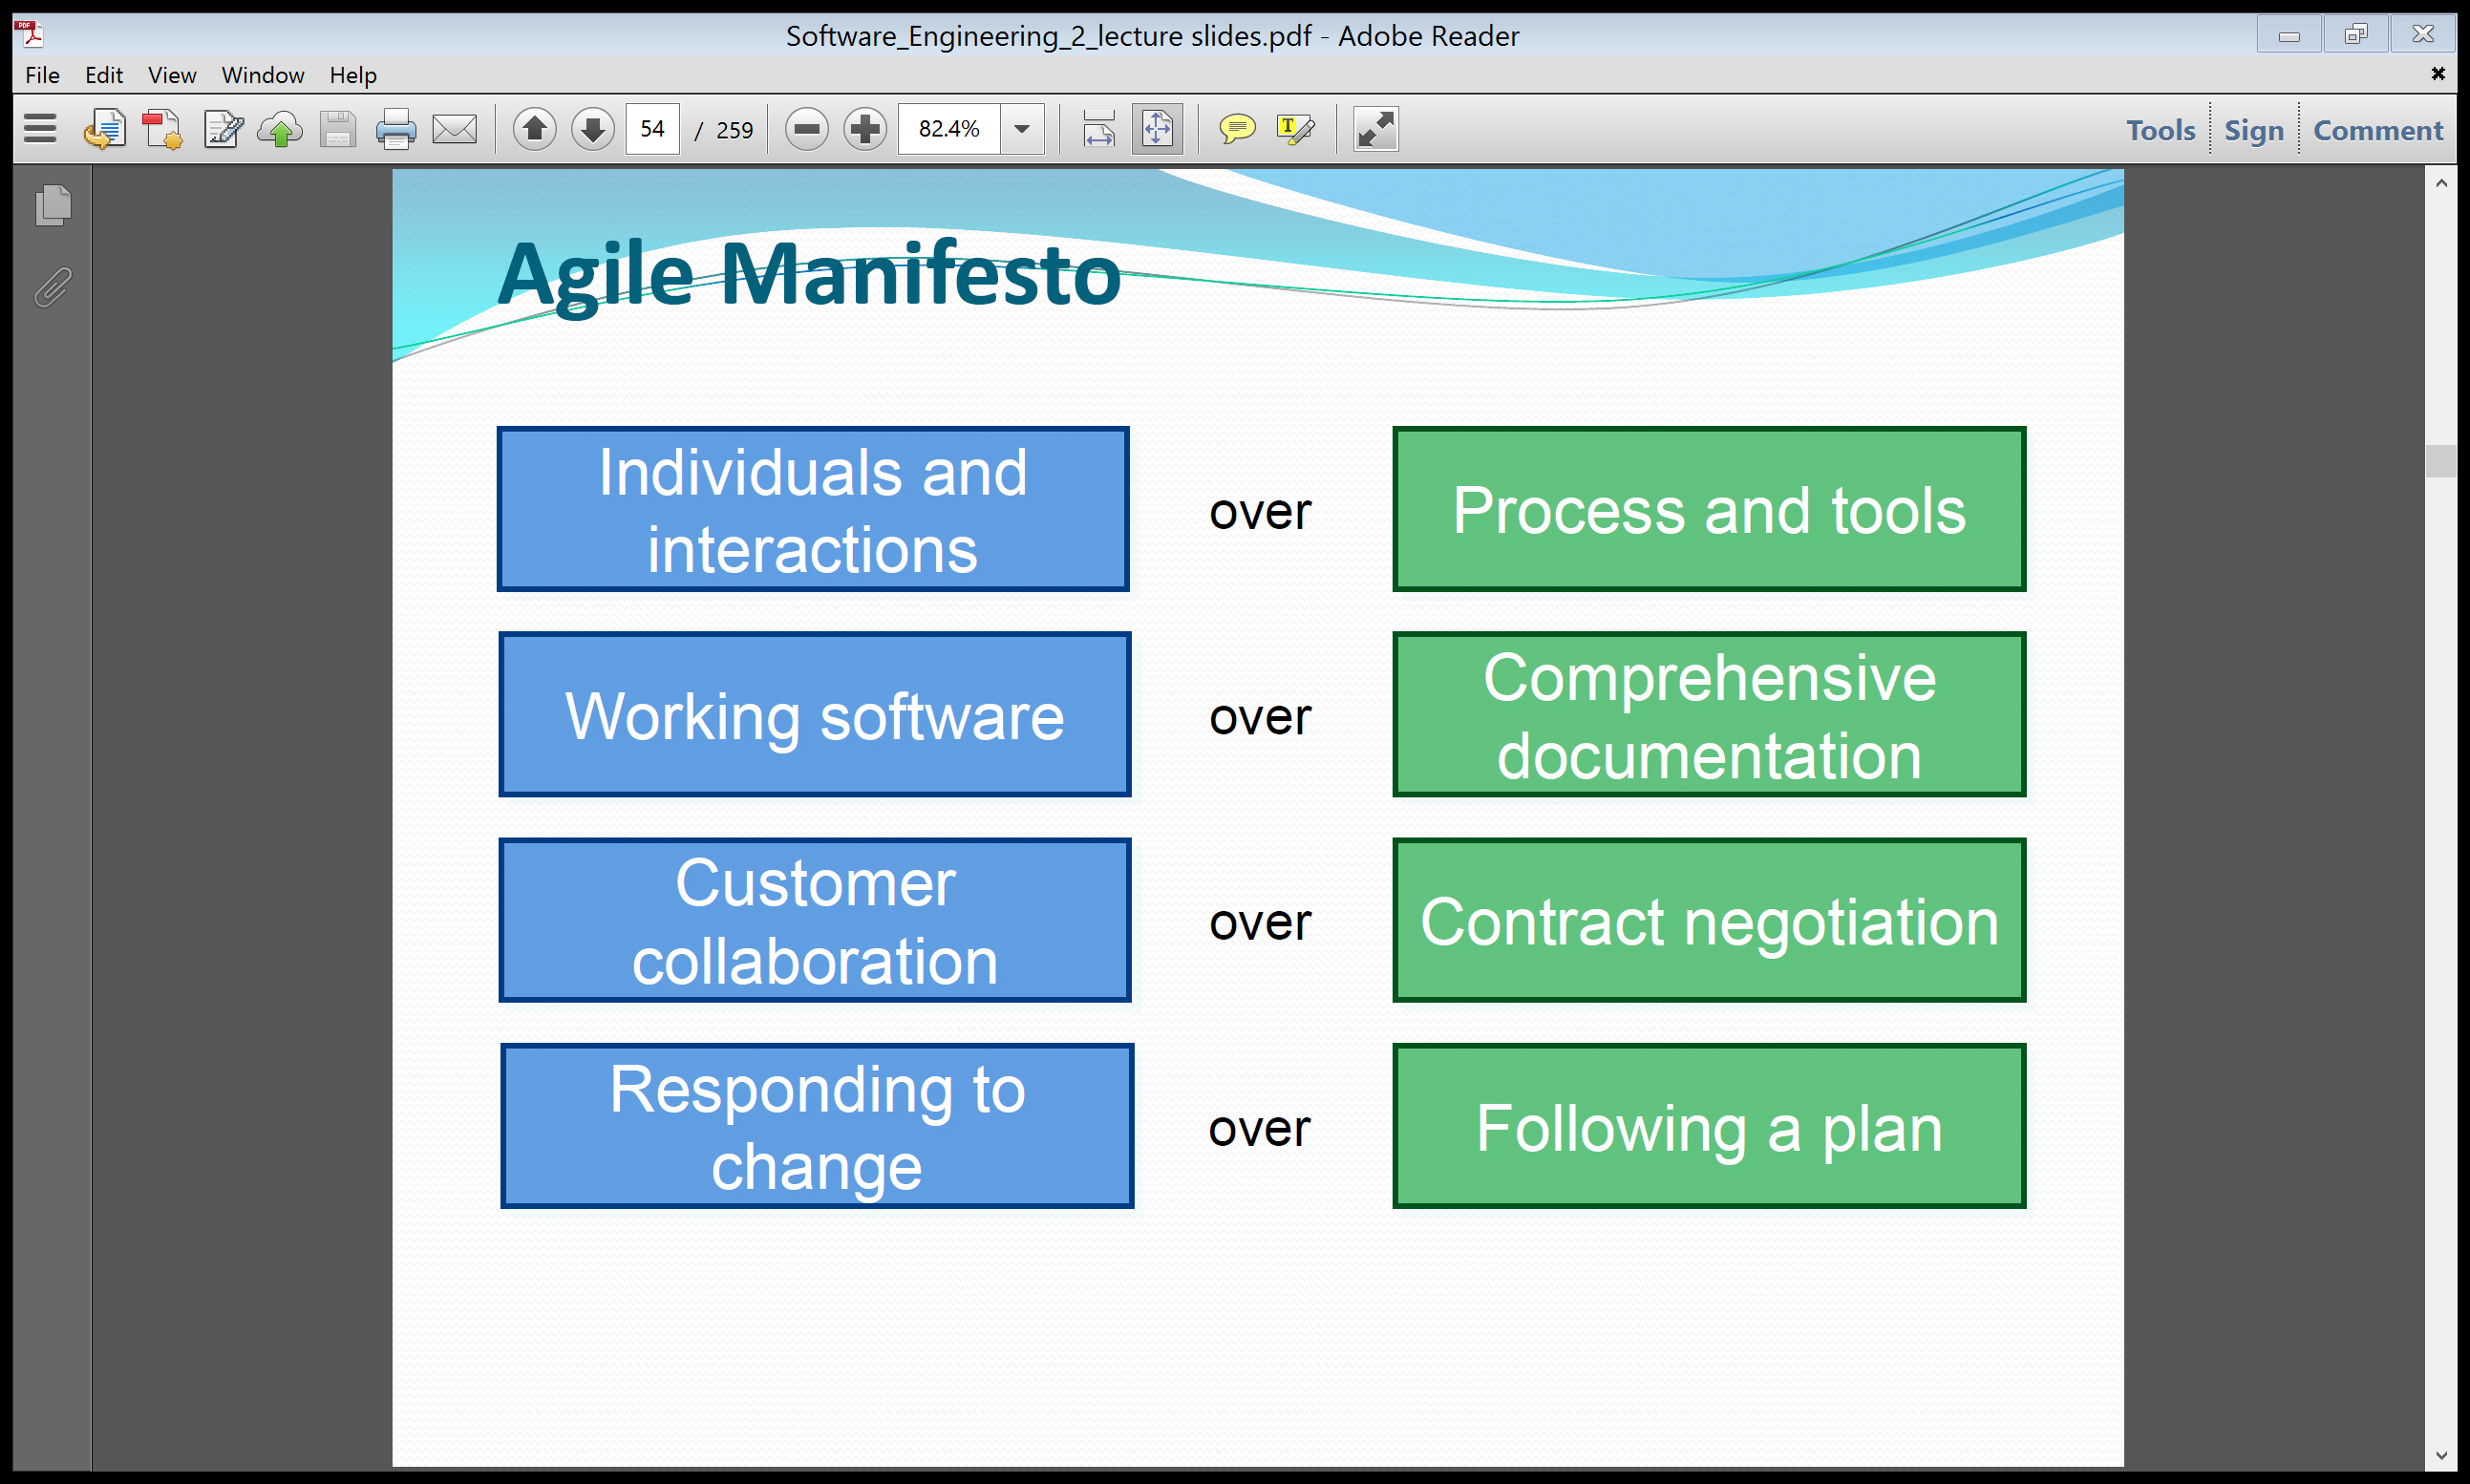 Software_Engineering_2_lecture slides.pdf - Adobe Reader
File Edit View Window Help
54 / 259 82.4% Tools Sign Comment
Agile Manifesto
Individuals and
interactions
over
Process and tools
Working software
over
Comprehensive
documentation
Customer
collaboration
over
Contract negotiation
Responding to
change
over
Following a plan